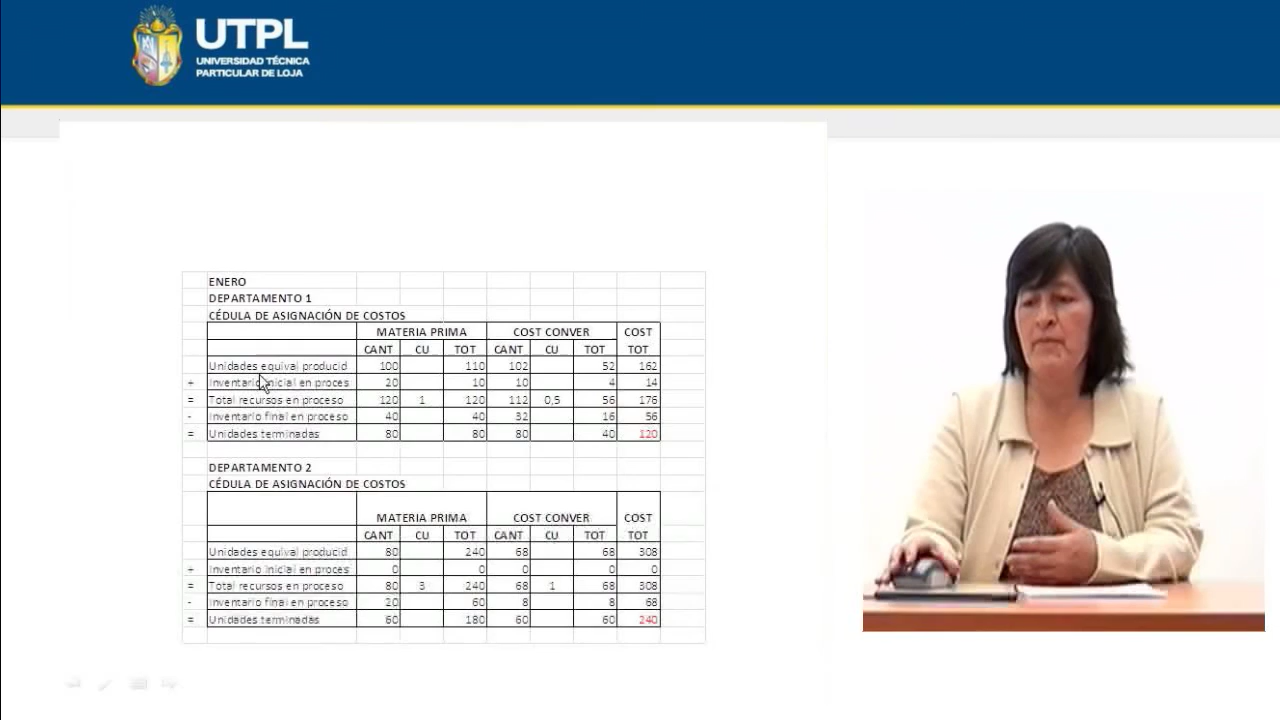 UTPL
UNIVERSIDAD TÉCNICA
PARTICULAR DE LOJA
ENERO
DEPARTAMENTO 1
CÉDULA DE ASIGNACIÓN DE COSTOS
MATERIA PRIMA COST CONVER COST
CANT CU TOT CANT CU TOT TOT
Unidades equival producid 100 110 102 52 162
+ Inventario inicial en proces 20 10 10 4 14
= Total recursos en proceso 120 1 120 112 0,5 56 176
- Inventario final en proceso 40 40 32 16 56
= Unidades terminadas 80 80 80 40 120
DEPARTAMENTO 2
CÉDULA DE ASIGNACIÓN DE COSTOS
MATERIA PRIMA COST CONVER COST
CANT CU TOT CANT CU TOT TOT
Unidades equival producid 80 240 68 68 308
+ Inventario inicial en proces 0 0 0 0 0
= Total recursos en proceso 80 3 240 68 1 68 308
- Inventario final en proceso 20 60 8 8 68
= Unidades terminadas 60 180 60 60 240